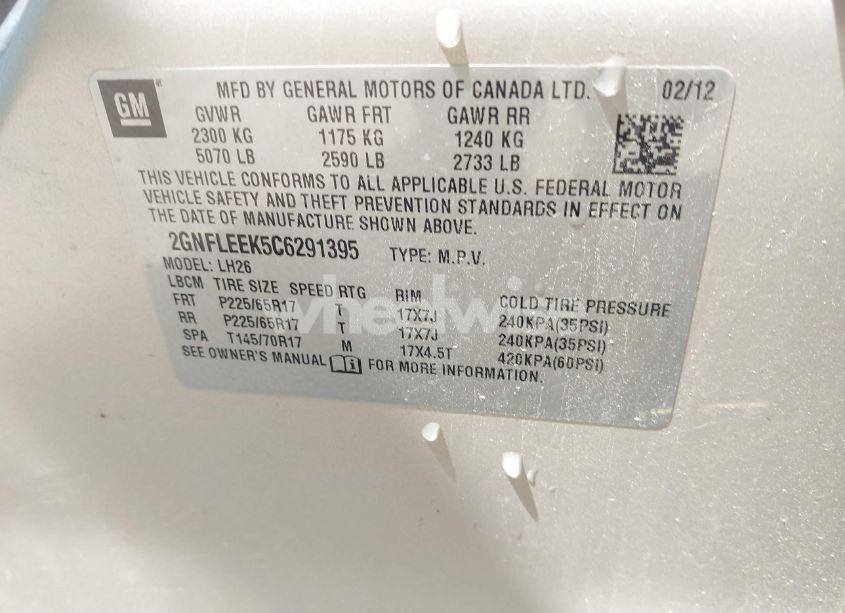 GM
MFD BY GENERAL MOTORS OF CANADA LTD. 02/12
GVWR GAWR FRT GAWR RR
2300 KG 1175 KG 1240 KG
5070 LB 2590 LB 2733 LB
THIS VEHICLE CONFORMS TO ALL APPLICABLE U.S. FEDERAL MOTOR
VEHICLE SAFETY AND THEFT PREVENTION STANDARDS IN EFFECT ON
THE DATE OF MANUFACTURE SHOWN ABOVE.
2GNFLEEK5C6291395 TYPE: M.P.V.
MODEL: LH26
LBCM TIRE SIZE SPEED RTG RIM COLD TIRE PRESSURE
FRT P225/65R17 T 17X7J 240KPA(35PSI)
RR P225/65R17 T 17X7J 240KPA(35PSI)
SPA T145/70R17 M 17X4.5T 420KPA(60PSI)
SEE OWNER'S MANUAL FOR MORE INFORMATION.